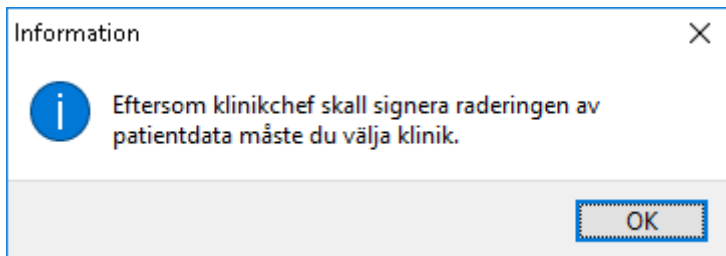 Information
Eftersom klinikchef skall signera raderingen av
patientdata måste du välja klinik.
OK